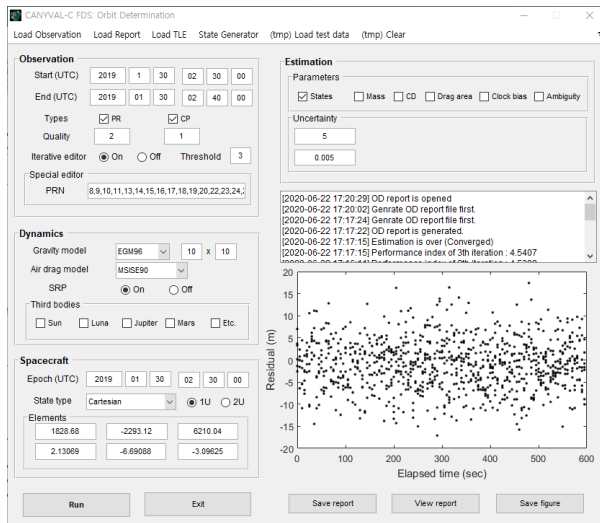 CANYVAL-C FDS: Orbit Determination
Load Observation Load Report Load TLE State Generator (tmp) Load test data (tmp) Clear
Observation
Start (UTC) 2019 1 30 02 30 00
End (UTC) 2019 01 30 02 40 00
Types PR CP
Quality 2 1
Iterative editor On Off Threshold 3
Special editor
PRN 8,9,10,11,13,14,15,16,17,18,19,20,22,23,24,
Dynamics
Gravity model EGM96 10 x 10
Air drag model MSISE90
SRP On Off
Third bodies
Sun Luna Jupiter Mars Etc.
Spacecraft
Epoch (UTC) 2019 01 30 02 30 00
State type Cartesian 1U 2U
Elements
1828.68 -2293.12 6210.04
2.13069 -6.69088 -3.09625
Run Exit
Estimation
Parameters
States Mass CD Drag area Clock bias Ambiguity
Uncertainty
5
0.005
[2020-06-22 17:20:29] OD report is opened
[2020-06-22 17:20:02] Genrate OD report file first.
[2020-06-22 17:17:24] Genrate OD report file first.
[2020-06-22 17:17:22] OD report is generated.
[2020-06-22 17:17:15] Estimation is over (Converged)
[2020-06-22 17:17:15] Performance index of 3th iteration : 4.5407
Residual (m)
20
15
10
5
0
-5
-10
-15
-20
0 100 200 300 400 500 600
Elapsed time (sec)
Save report View report Save figure